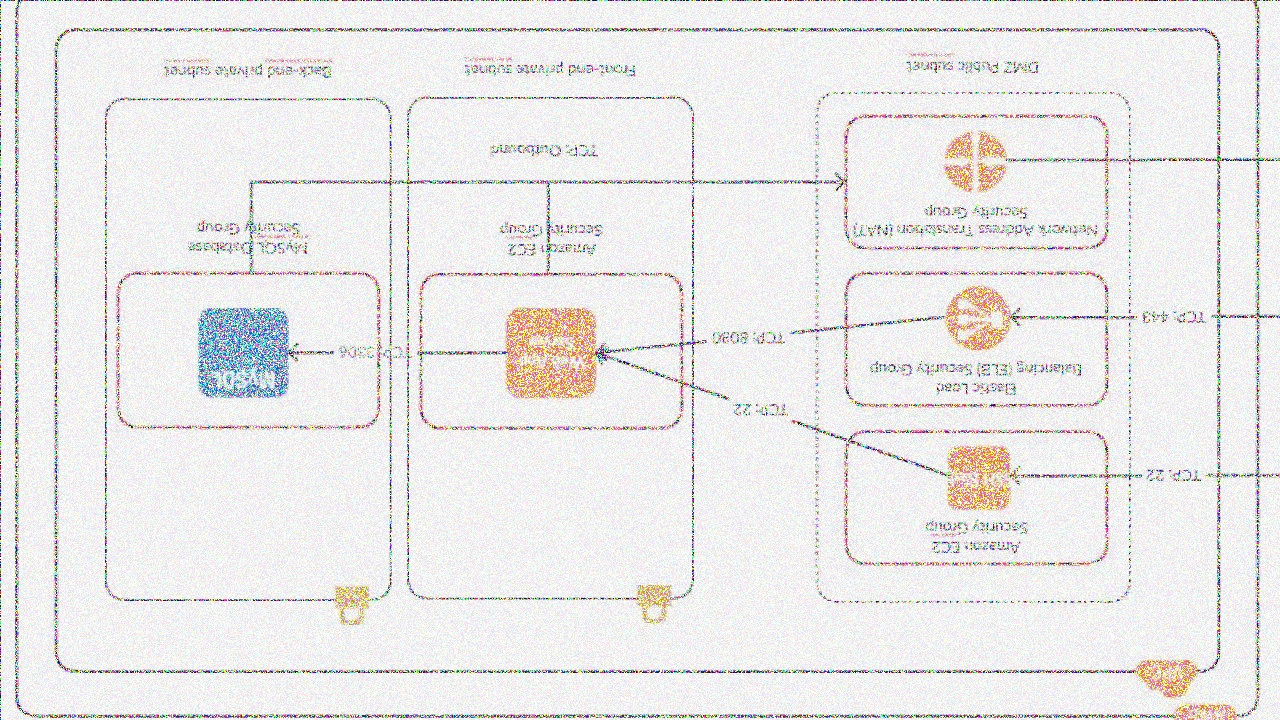 Amazon EC2
Security Group
TCP: 22
TCP: 22
Elastic Load
Balancing (ELB) Security Group
MySQL
TCP: 3306
TCP: 8080
TCP: 443
Amazon EC2
Security Group
MySQL Database
Security Group
Network Address Translation (NAT)
Security Group
TCP: Outbound
DMZ Public subnet
Front-end private subnet
Back-end private subnet